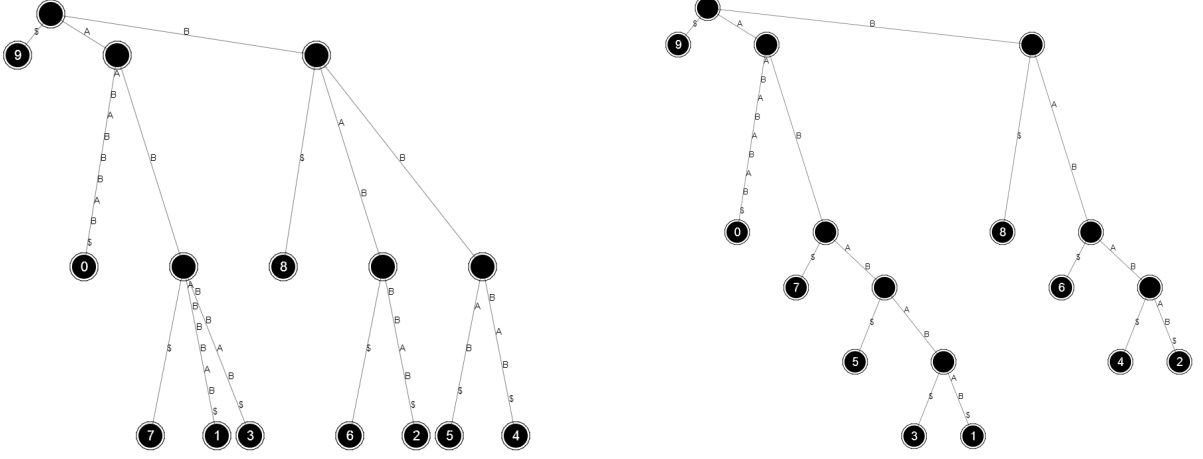 $ A B
9
A B A B B B A B $
B
$
A B
B
0 8
$
A B B B A B $
B B A B $
$
B B A B $
A B $
B A B $
7 1 3 6 2 5 4
$ A B
9
A B A B A B A B $
B
$
A B
0 8
$
A B
$
A B
7 6
$
A B
$
A B $
5 4 2
$
A B $
3 1